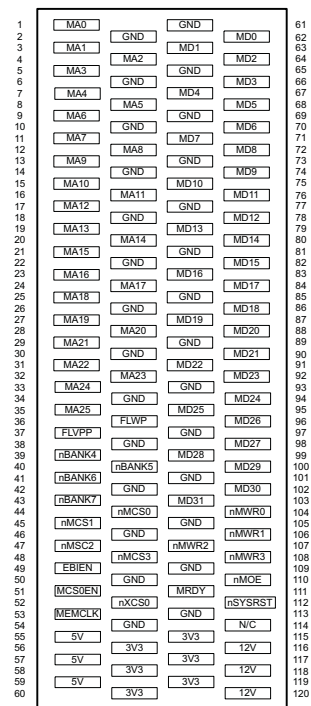 1 MA0 GND 61
2 GND MD0 62
3 MA1 MD1 63
4 MA2 MD2 64
5 MA3 GND 65
6 GND MD3 66
7 MA4 MD4 67
8 MA5 MD5 68
9 MA6 GND 69
10 GND MD6 70
11 MA7 MD7 71
12 MA8 MD8 72
13 MA9 GND 73
14 GND MD9 74
15 MA10 MD10 75
16 MA11 MD11 76
17 MA12 GND 77
18 GND MD12 78
19 MA13 MD13 79
20 MA14 MD14 80
21 MA15 GND 81
22 GND MD15 82
23 MA16 MD16 83
24 MA17 MD17 84
25 MA18 GND 85
26 GND MD18 86
27 MA19 MD19 87
28 MA20 MD20 88
29 MA21 GND 89
30 GND MD21 90
31 MA22 MD22 91
32 MA23 MD23 92
33 MA24 GND 93
34 GND MD24 94
35 MA25 MD25 95
36 FLWP MD26 96
37 FLVPP GND 97
38 GND MD27 98
39 nBANK4 MD28 99
40 nBANK5 MD29 100
41 nBANK6 GND 101
42 GND MD30 102
43 nBANK7 MD31 103
44 nMCS0 nMWR0 104
45 nMCS1 GND 105
46 GND nMWR1 106
47 nMSC2 nMWR2 107
48 nMCS3 nMWR3 108
49 EBIEN GND 109
50 GND nMOE 110
51 MCS0EN MRDY 111
52 nXCS0 nSYSRST 112
53 MEMCLK GND 113
54 GND N/C 114
55 5V 3V3 115
56 3V3 12V 116
57 5V 3V3 117
58 3V3 12V 118
59 5V 3V3 119
60 3V3 12V 120